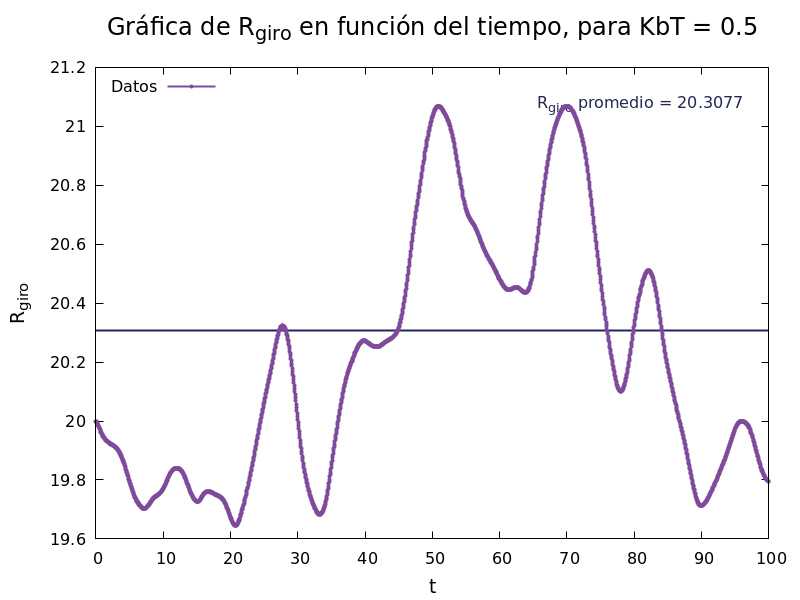 Gráfica de Rgiro en función del tiempo, para KbT = 0.5
Datos
Rgiro promedio = 20.3077
21.2
21
20.8
20.6
20.4
20.2
20
19.8
19.6
Rgiro
0 10 20 30 40 50 60 70 80 90 100
t